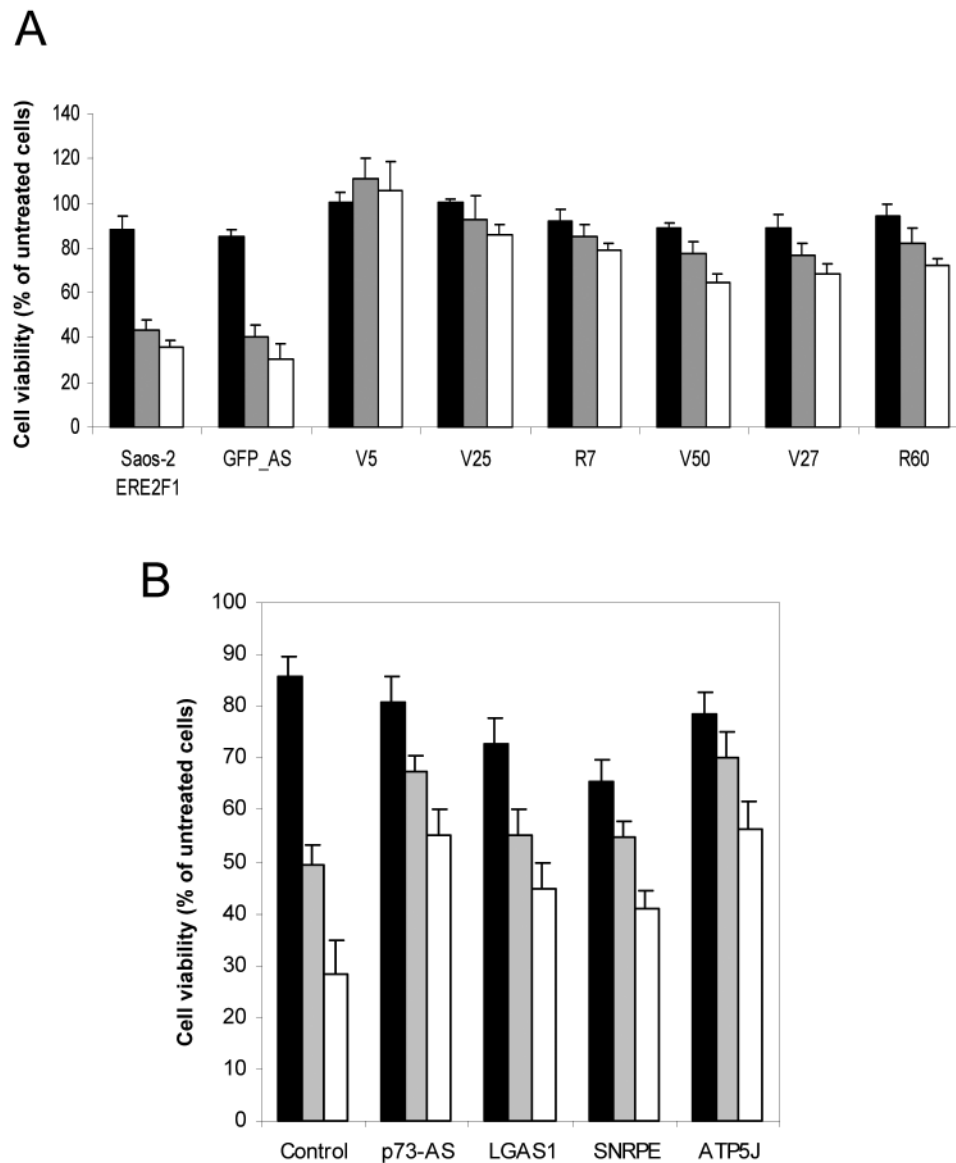 A
Cell viability (% of untreated cells)
140
120
100
80
60
40
20
0
Saos-2 ERE2F1
GFP_AS
V5
V25
R7
V50
V27
R60
B
Cell viability (% of untreated cells)
100
90
80
70
60
50
40
30
20
10
0
Control
p73-AS
LGAS1
SNRPE
ATP5J